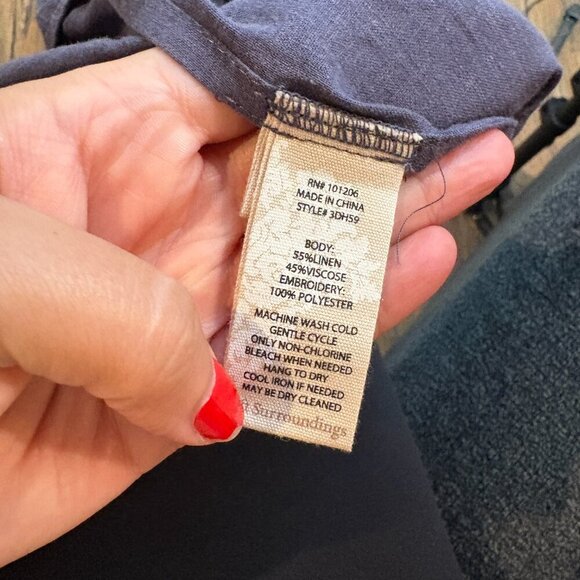 RN# 101206
MADE IN CHINA
STYLE# 3DH59
BODY:
55%LINEN
45%VISCOSE
EMBROIDERY:
100% POLYESTER
MACHINE WASH COLD
GENTLE CYCLE
ONLY NON-CHLORINE
BLEACH WHEN NEEDED
HANG TO DRY
COOL IRON IF NEEDED
MAY BE DRY CLEANED
Surroundings